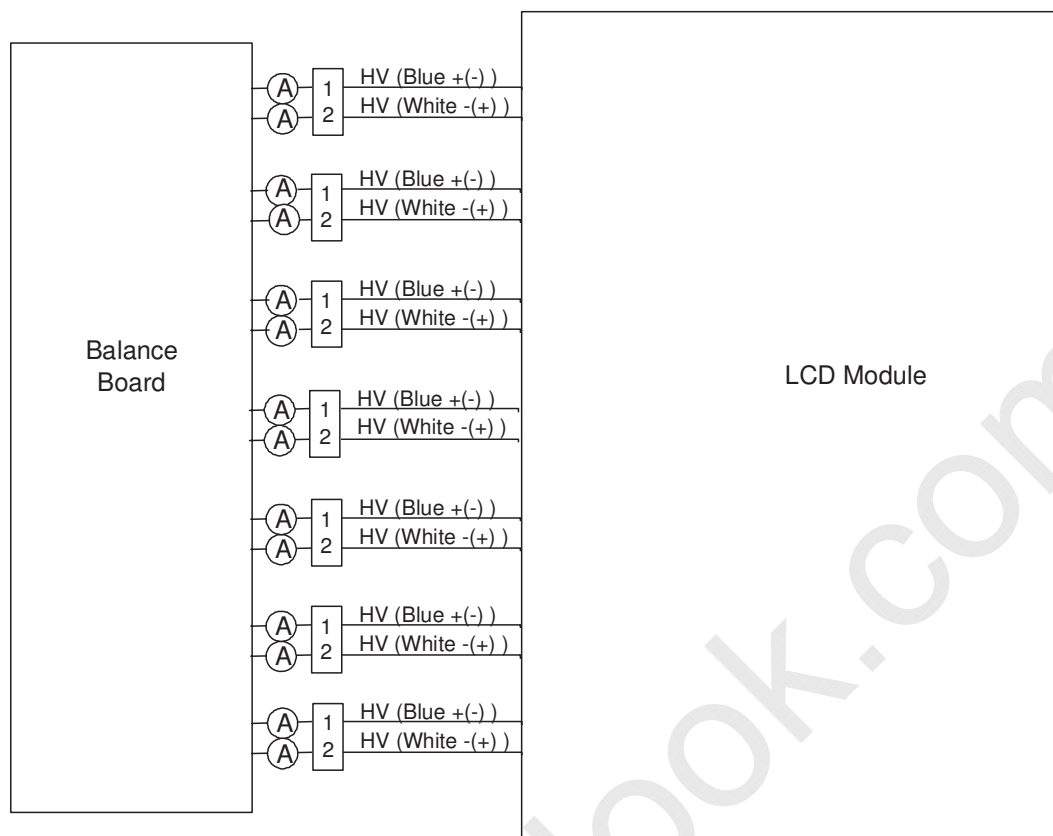 HV (Blue +(-) )
A 1
HV (White -(+) )
A 2
HV (Blue +(-) )
A 1
HV (White -(+) )
A 2
HV (Blue +(-) )
A 1
HV (White -(+) )
A 2
Balance
Board
LCD Module
HV (Blue +(-) )
A 1
HV (White -(+) )
A 2
HV (Blue +(-) )
A 1
HV (White -(+) )
A 2
HV (Blue +(-) )
A 1
HV (White -(+) )
A 2
HV (Blue +(-) )
A 1
HV (White -(+) )
A 2
ook.com